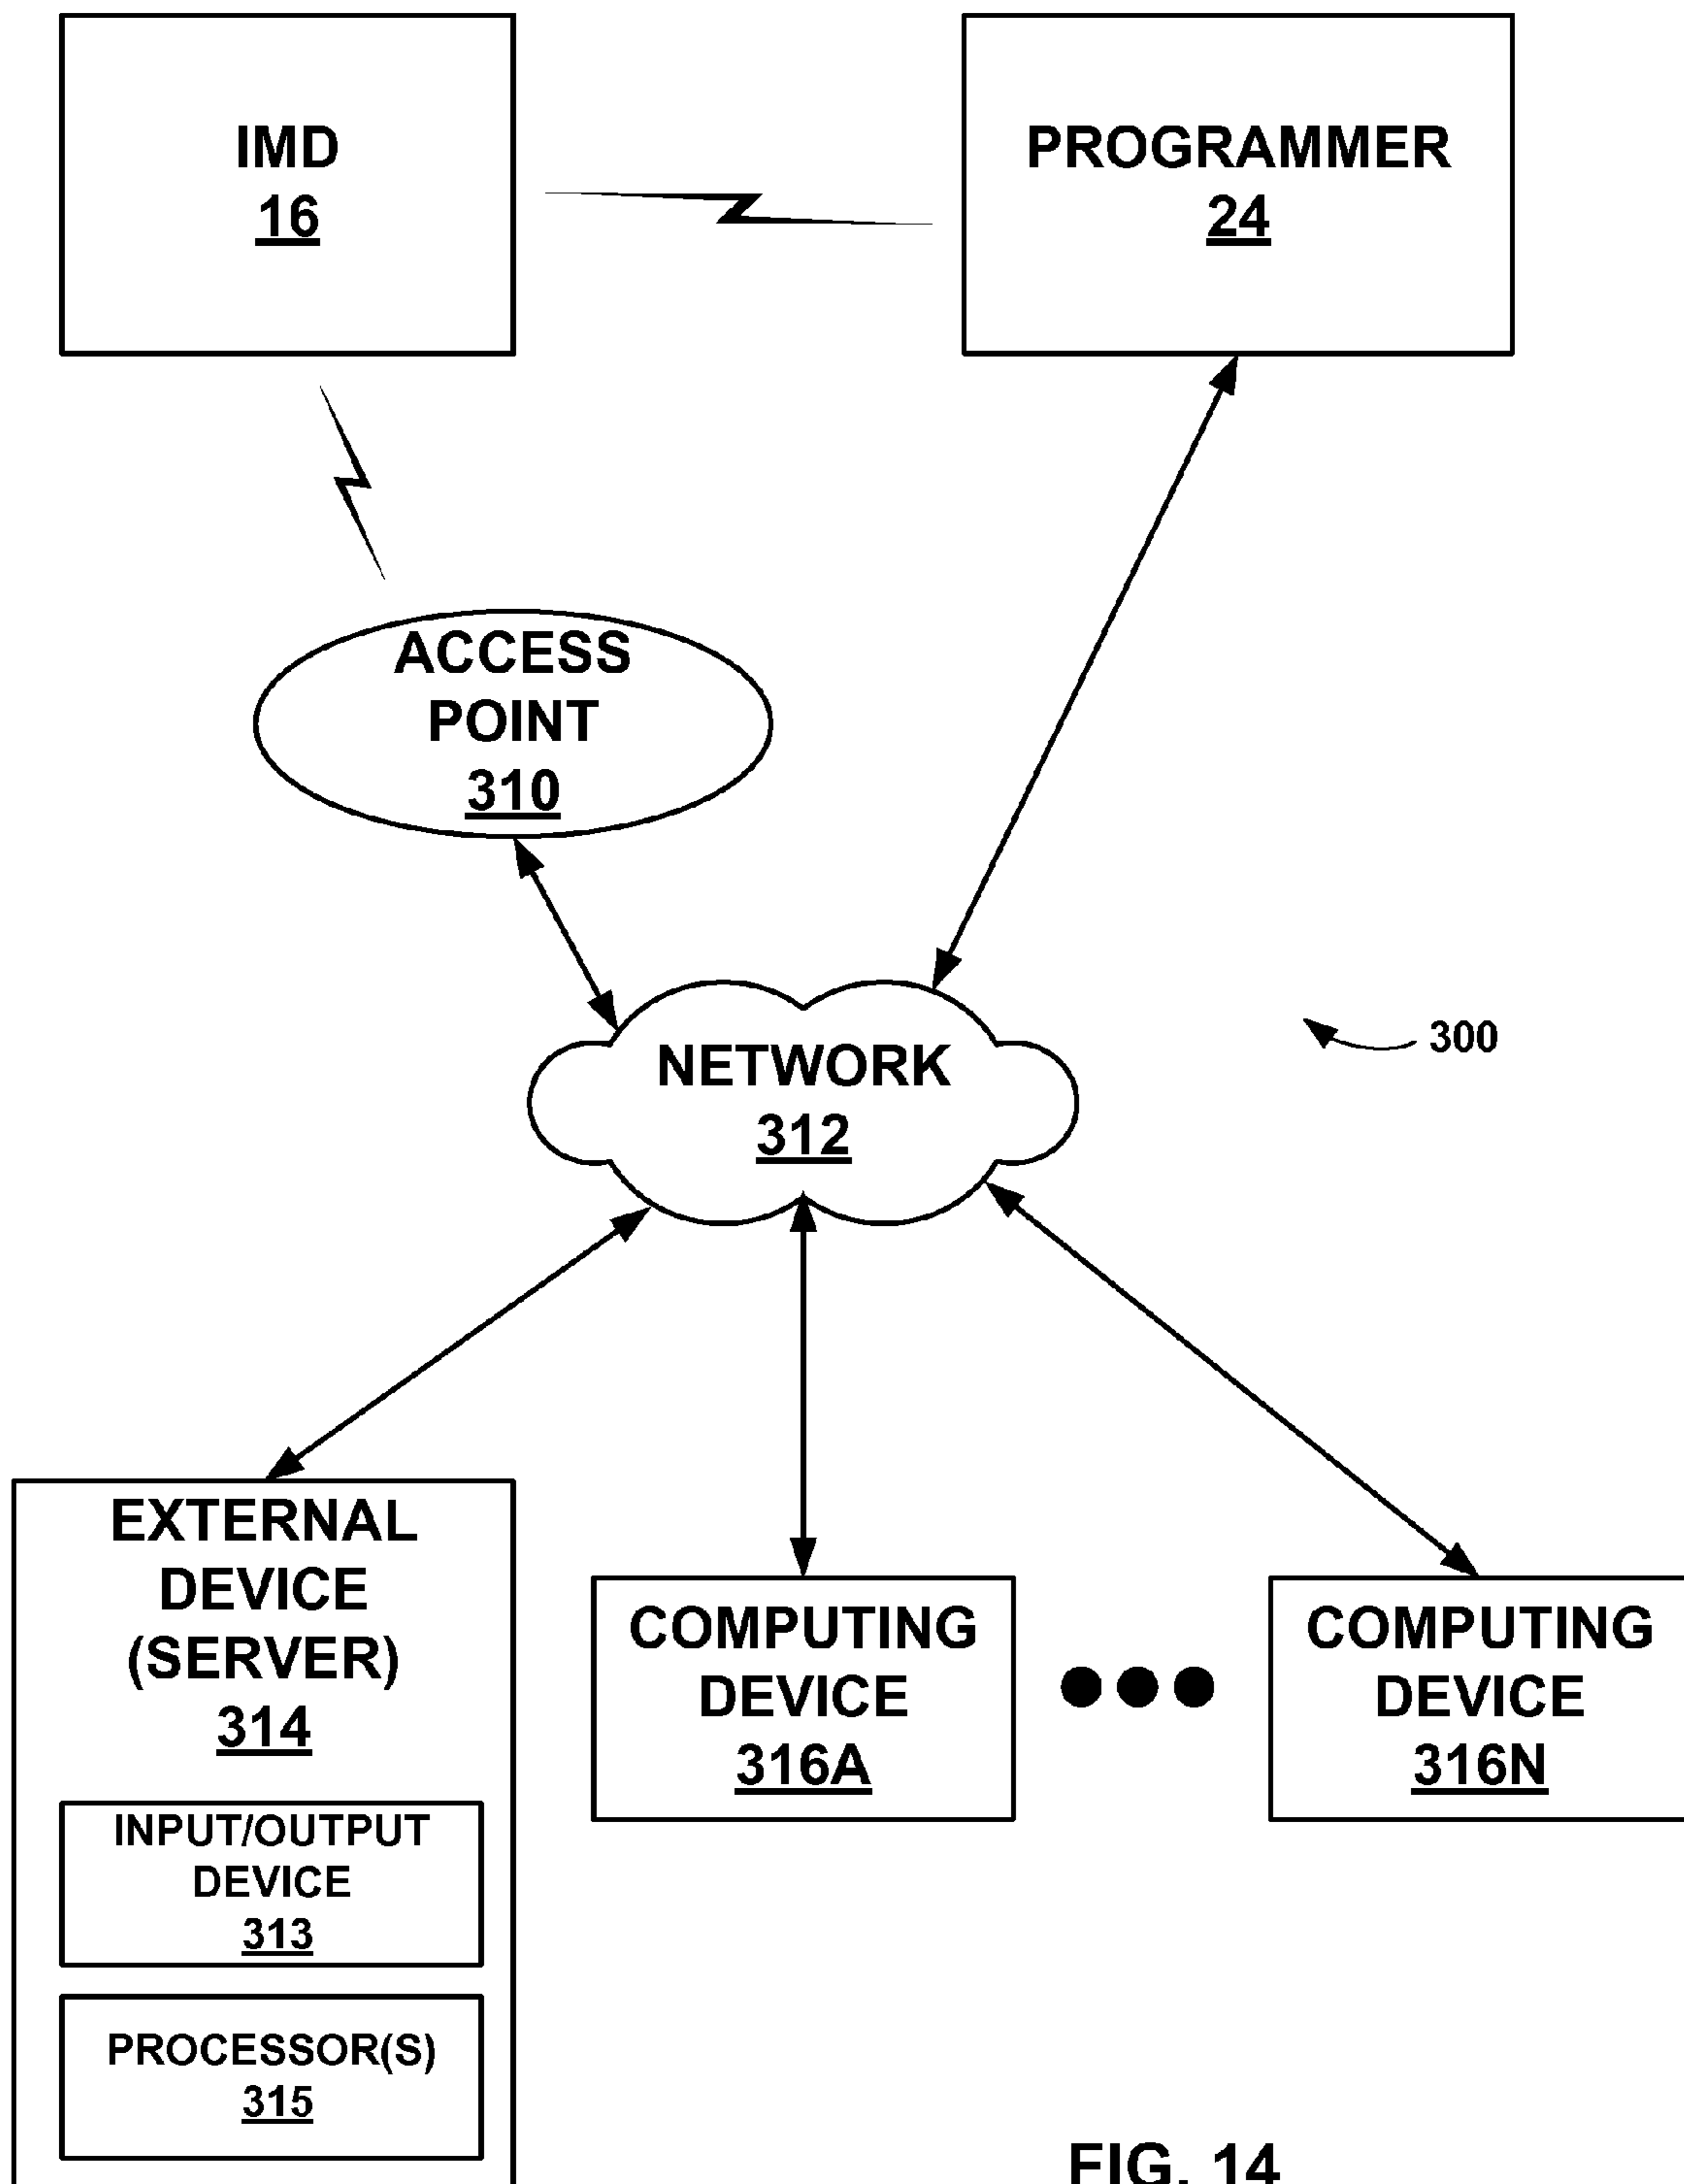 IMD
16
PROGRAMMER
24
ACCESS
POINT
310
NETWORK
312
300
EXTERNAL
DEVICE
(SERVER)
314
INPUT/OUTPUT
DEVICE
313
PROCESSOR(S)
315
COMPUTING
DEVICE
316A
COMPUTING
DEVICE
316N
FIG. 14